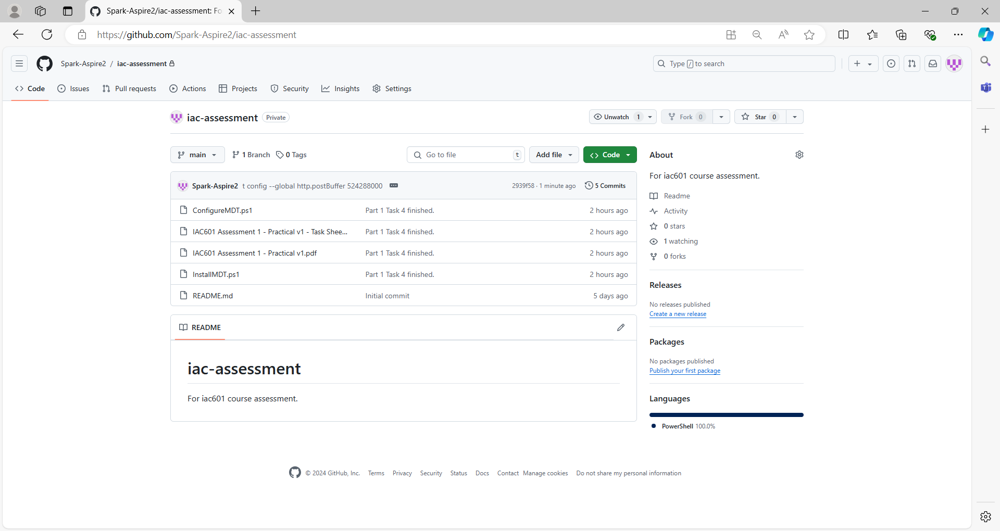 Spark-Aspire2/iac-assessment: Fo
https://github.com/Spark-Aspire2/iac-assessment
Spark-Aspire2 / iac-assessment
Type / to search
Code Issues Pull requests Actions Projects Security Insights Settings
iac-assessment Private
Unwatch 1 Fork 0 Star 0
main 1 Branch 0 Tags Go to file t Add file Code
Spark-Aspire2 t config --global http.postBuffer 524288000 2939f58 · 1 minute ago 5 Commits
ConfigureMDT.ps1 Part 1 Task 4 finished. 2 hours ago
IAC601 Assessment 1 - Practical v1 - Task Shee... Part 1 Task 4 finished. 2 hours ago
IAC601 Assessment 1 - Practical v1.pdf Part 1 Task 4 finished. 2 hours ago
InstallMDT.ps1 Part 1 Task 4 finished. 2 hours ago
README.md Initial commit 5 days ago
README
iac-assessment
For iac601 course assessment.
About
For iac601 course assessment.
Readme
Activity
0 stars
1 watching
0 forks
Releases
No releases published
Create a new release
Packages
No packages published
Publish your first package
Languages
PowerShell 100.0%
© 2024 GitHub, Inc. Terms Privacy Security Status Docs Contact Manage cookies Do not share my personal information